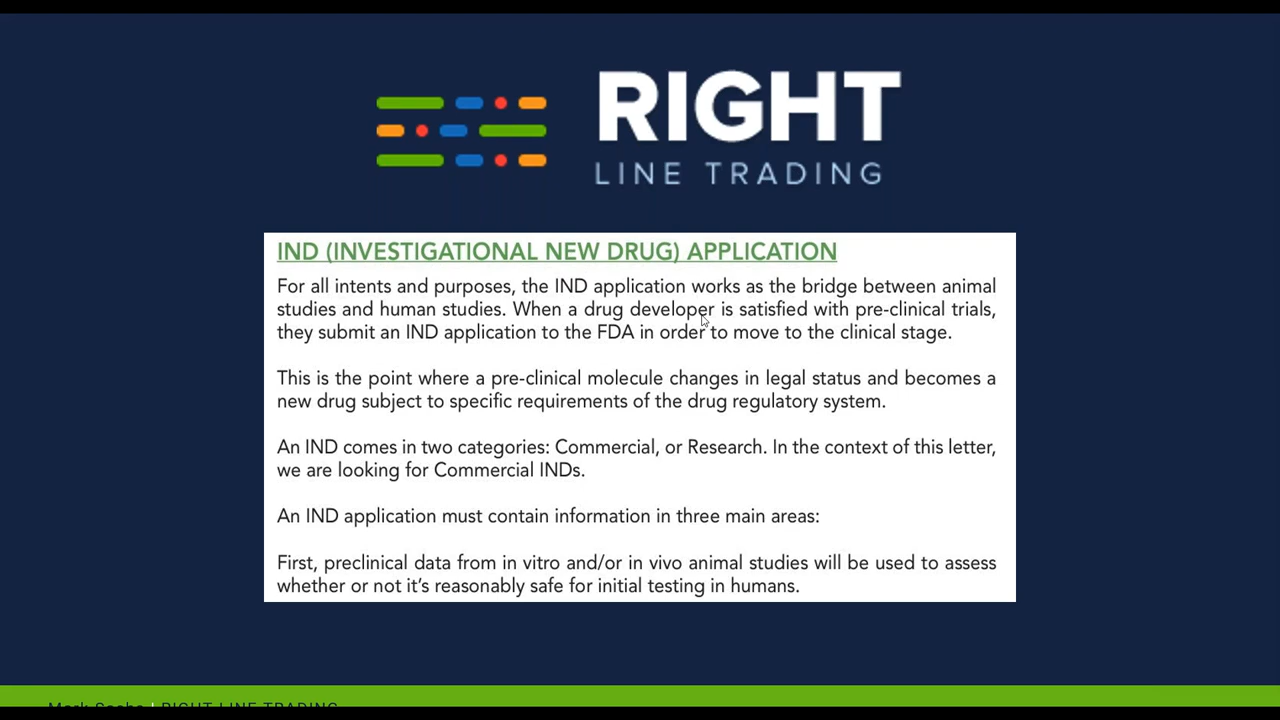 RIGHT
LINE TRADING
IND (INVESTIGATIONAL NEW DRUG) APPLICATION
For all intents and purposes, the IND application works as the bridge between animal
studies and human studies. When a drug developer is satisfied with pre-clinical trials,
they submit an IND application to the FDA in order to move to the clinical stage.
This is the point where a pre-clinical molecule changes in legal status and becomes a
new drug subject to specific requirements of the drug regulatory system.
An IND comes in two categories: Commercial, or Research. In the context of this letter,
we are looking for Commercial INDs.
An IND application must contain information in three main areas:
First, preclinical data from in vitro and/or in vivo animal studies will be used to assess
whether or not it's reasonably safe for initial testing in humans.
| RIGHT LINE TRADING